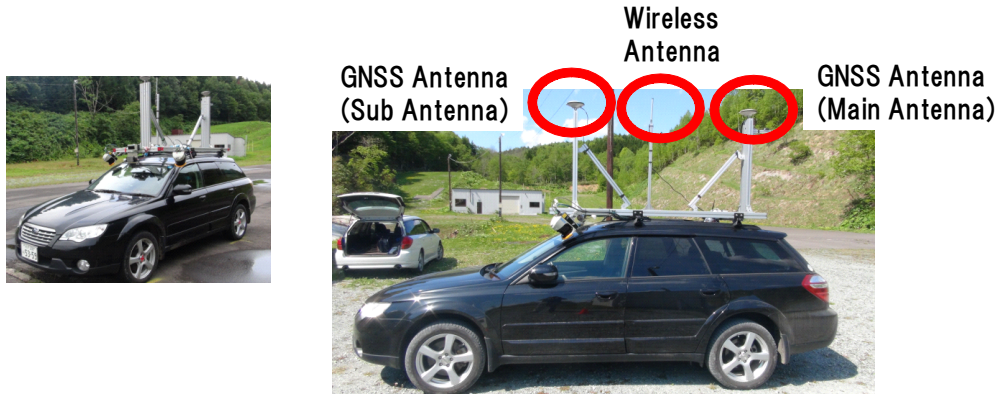 Wireless
Antenna
GNSS Antenna
(Sub Antenna)
GNSS Antenna
(Main Antenna)